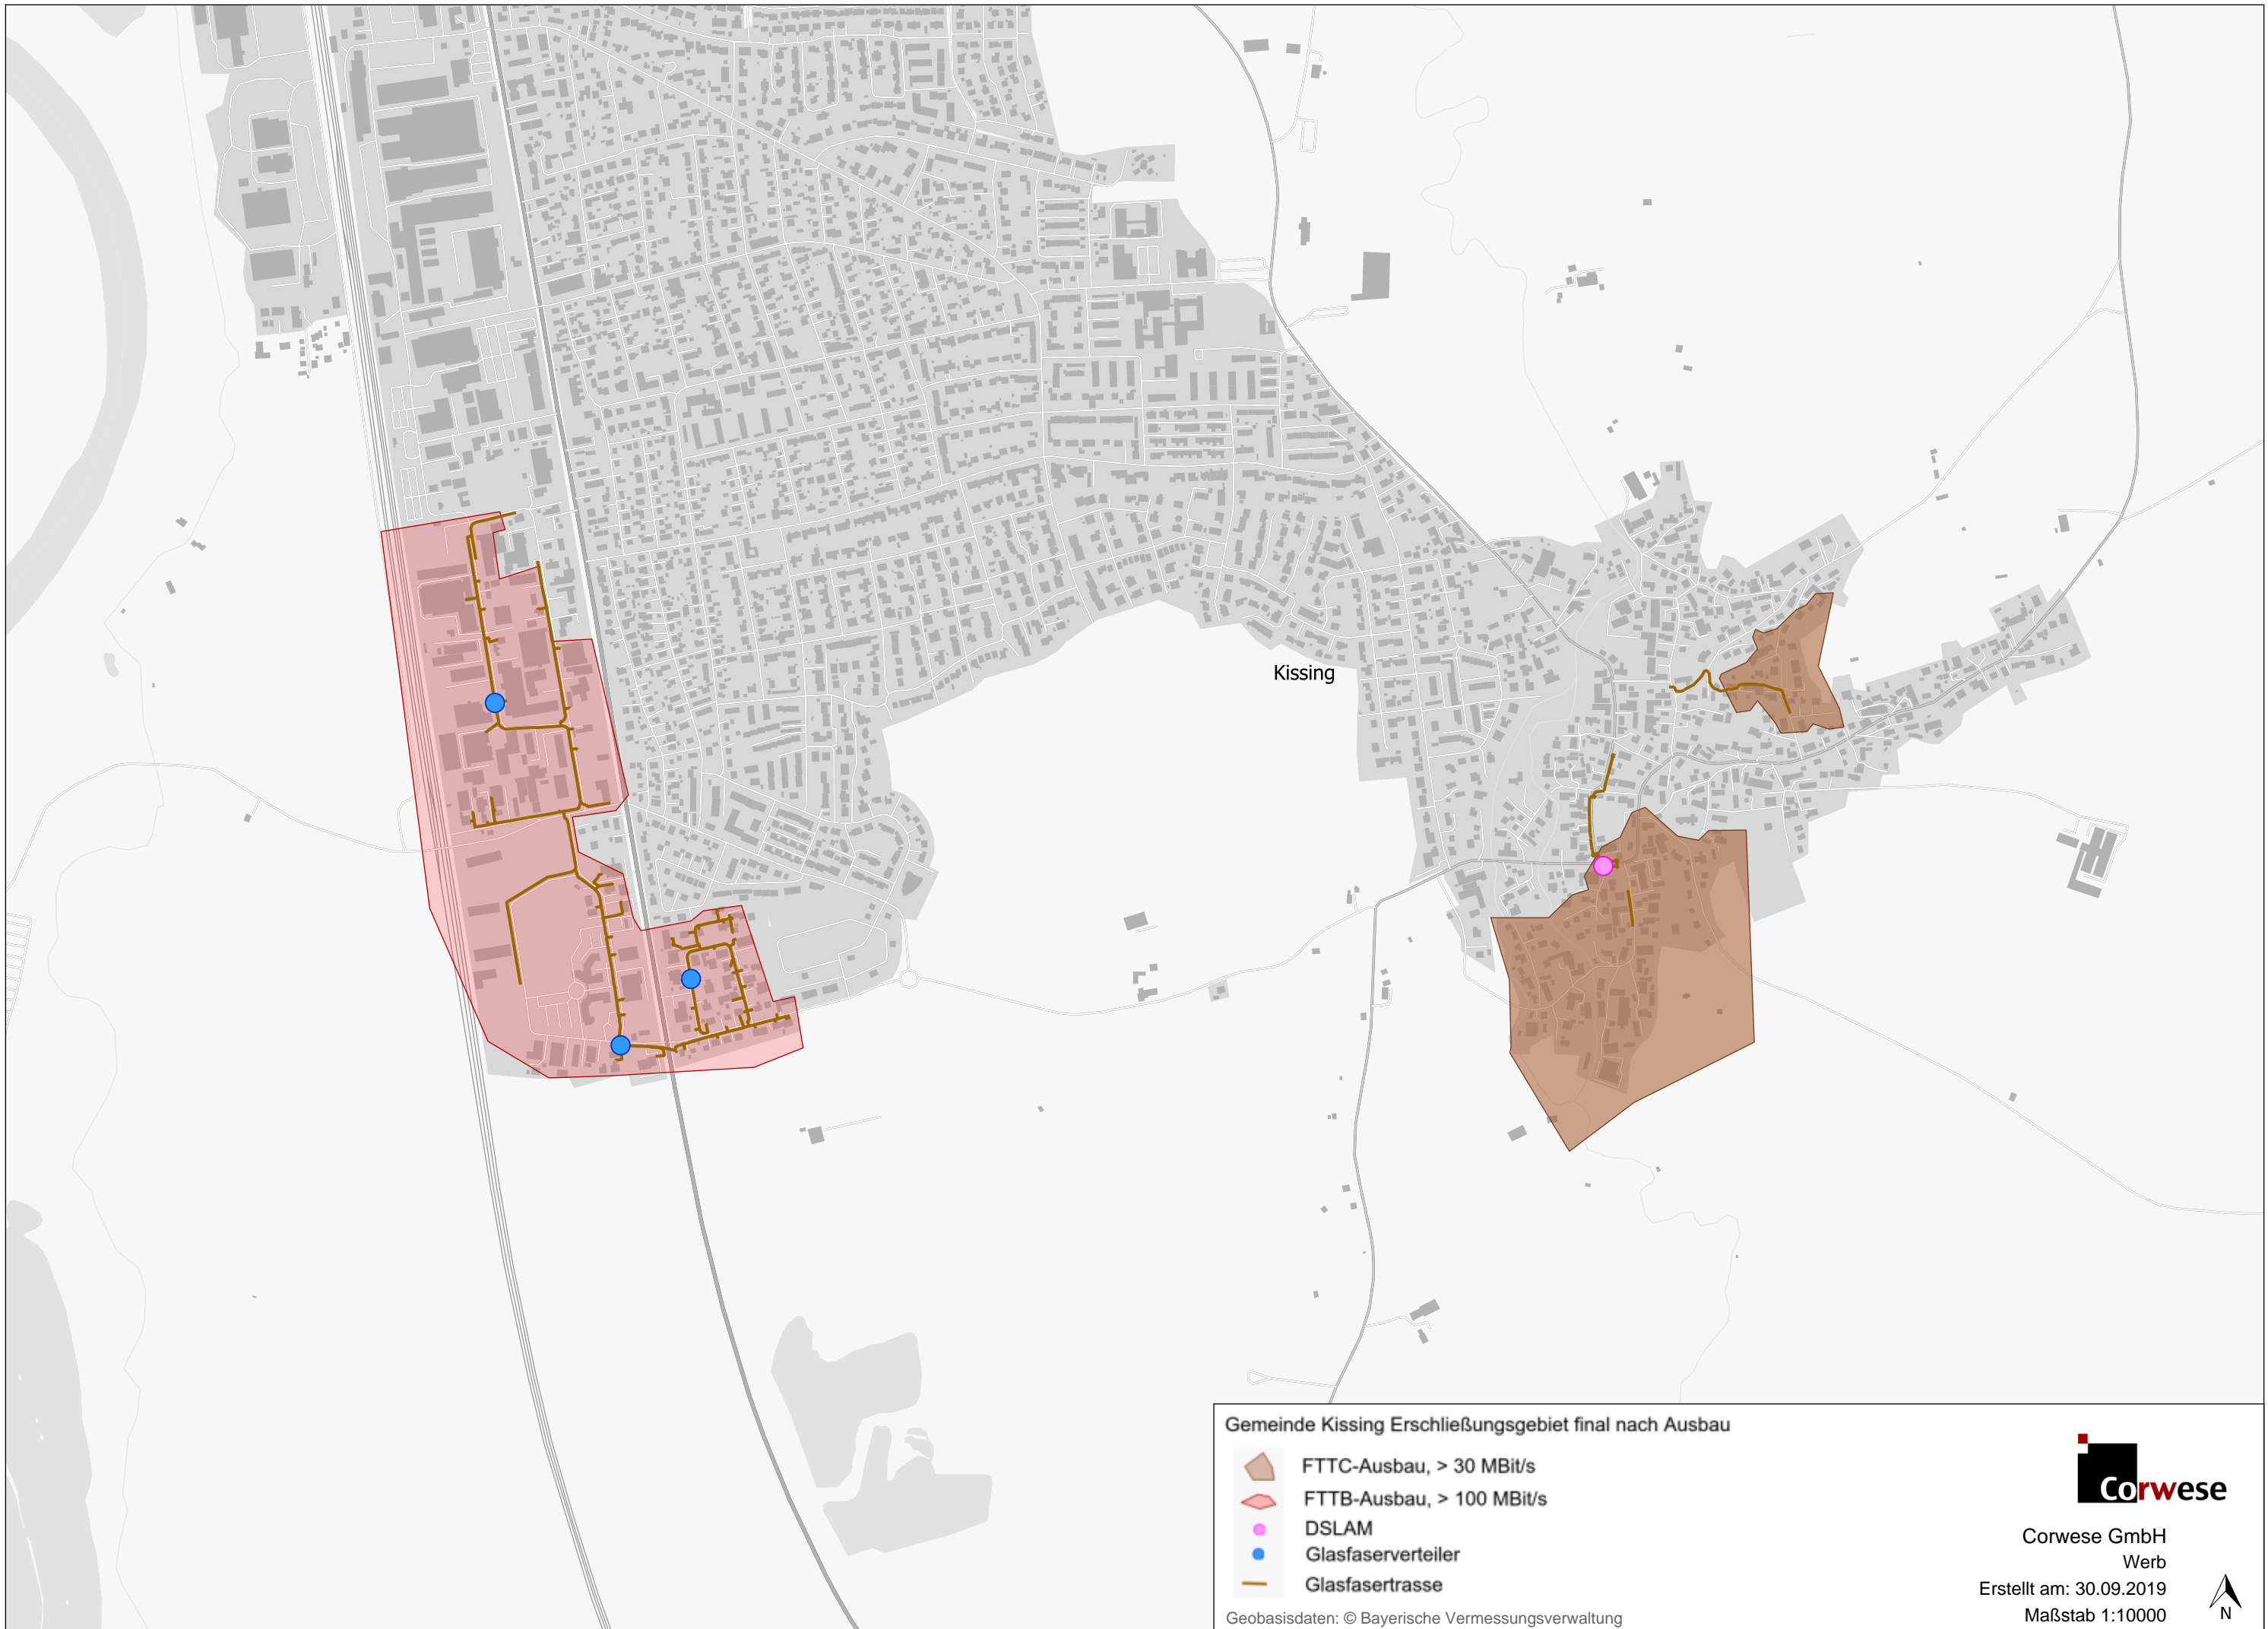 Kissing
Gemeinde Kissing Erschließungsgebiet final nach Ausbau
FTTC-Ausbau, > 30 MBit/s
FTTB-Ausbau, > 100 MBit/s
DSLAM
Glasfaserverteiler
Glasfasertrasse
Geobasisdaten: © Bayerische Vermessungsverwaltung
Corwese
Corwese GmbH
Werb
Erstellt am: 30.09.2019
Maßstab 1:10000
N